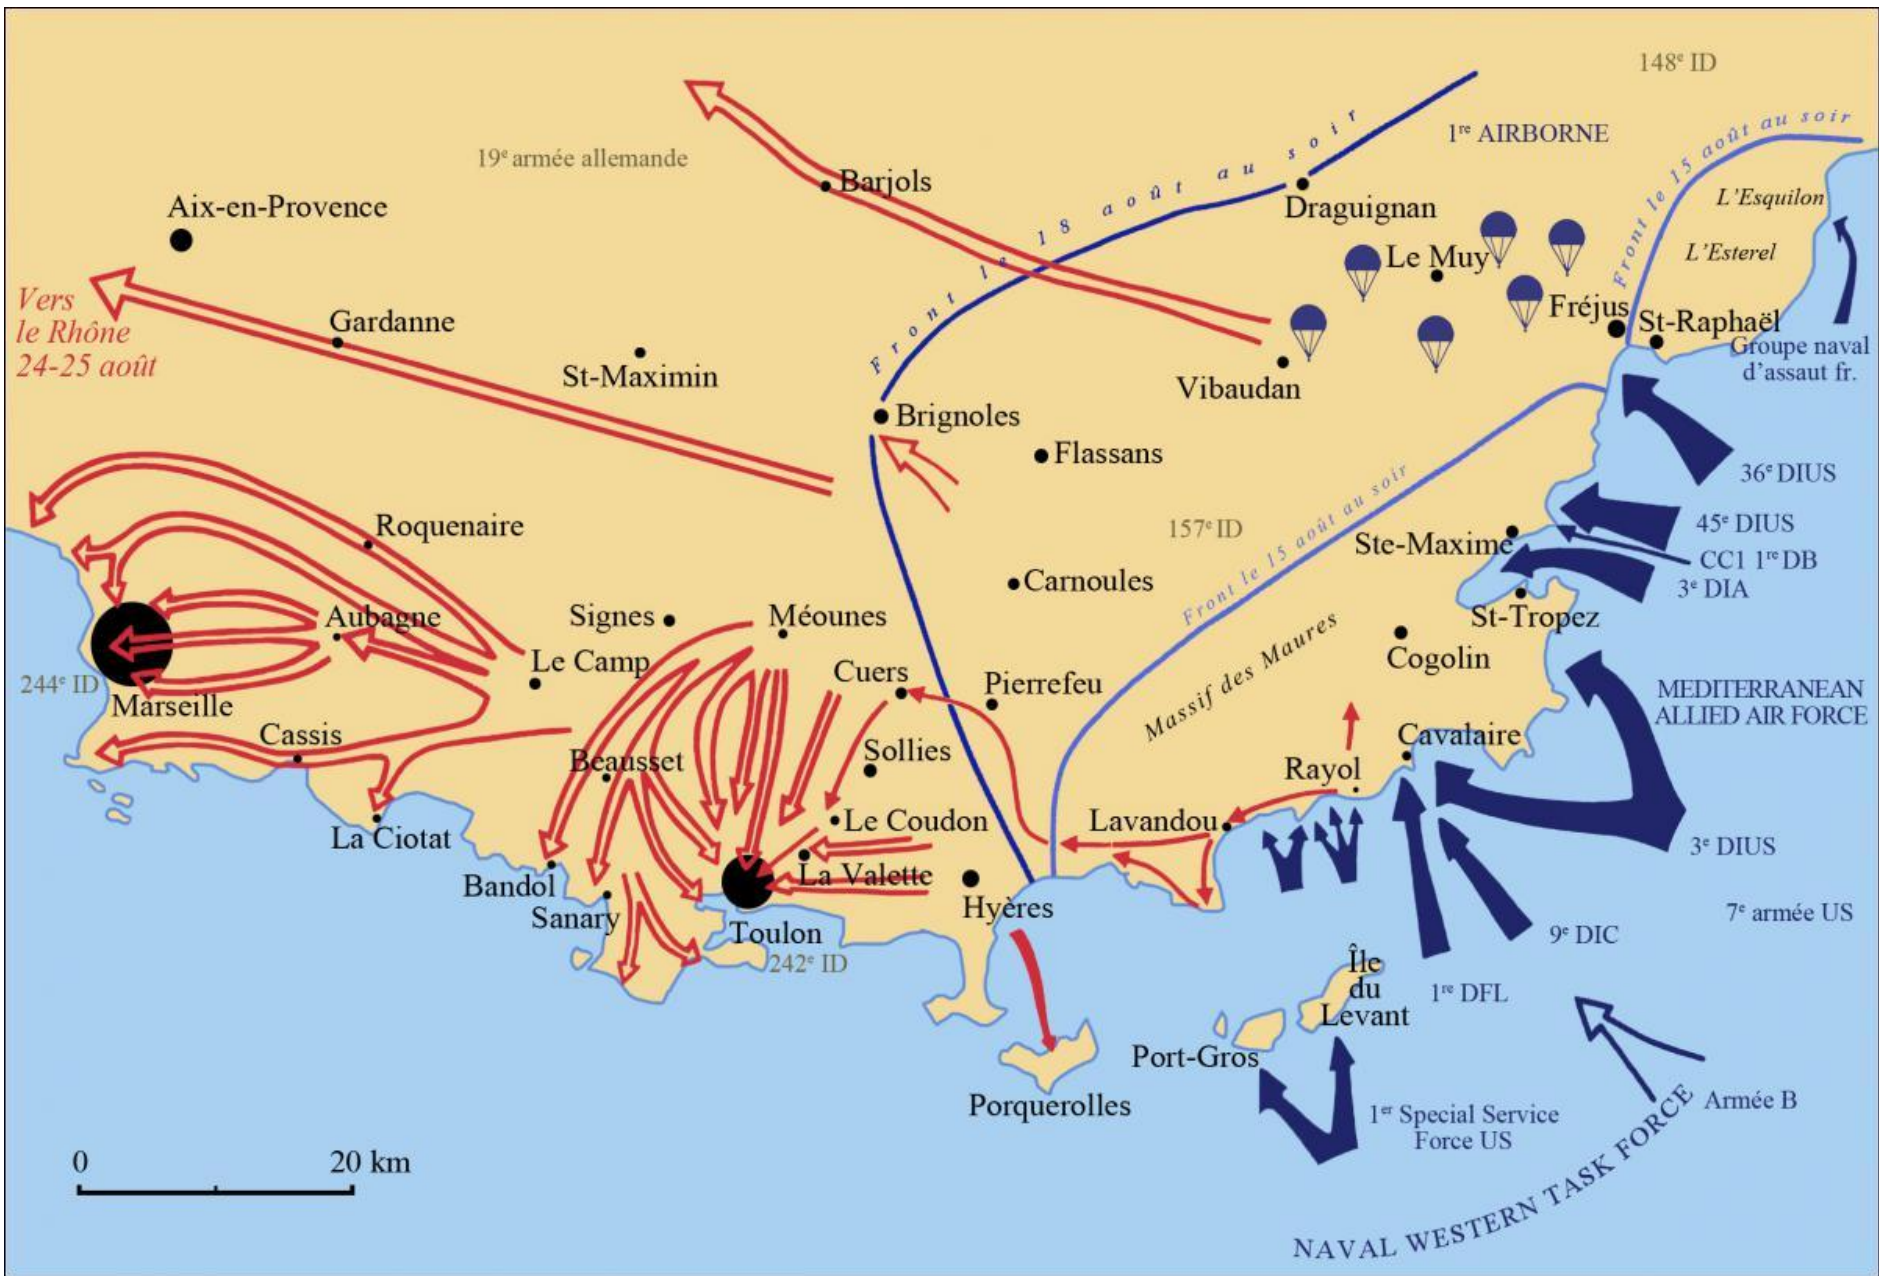 148e ID
1re AIRBORNE
Front le 15 août au soir
L'Esquilon
L'Esterel
19e armée allemande
Barjols
Front le 18 août au soir
Draguignan
Aix-en-Provence
Le Muy
Fréjus
St-Raphaël
Groupe naval
d'assaut fr.
Vers
le Rhône
24-25 août
Gardanne
St-Maximin
Vibaudan
Brignoles
Flassans
36e DIUS
157e ID
Front le 15 août au soir
45e DIUS
Ste-Maxime
CC1 1re DB
3e DIA
St-Tropez
Roquenaire
Carnoules
Signes
Méounes
Aubagne
Cogolin
Massif des Maures
Le Camp
Cuers
Pierrefeu
244e ID
Marseille
MEDITERRANEAN
ALLIED AIR FORCE
Cassis
Beausset
Sollies
Cavalaire
Rayol
La Ciotat
Le Coudon
Lavandou
3e DIUS
La Valette
Bandol
Sanary
Hyères
7e armée US
Toulon
242e ID
9e DIC
Île
du
Levant
1re DFL
Port-Gros
Porquerolles
1er Special Service
Force US
Armée B
NAVAL WESTERN TASK FORCE
0 20 km